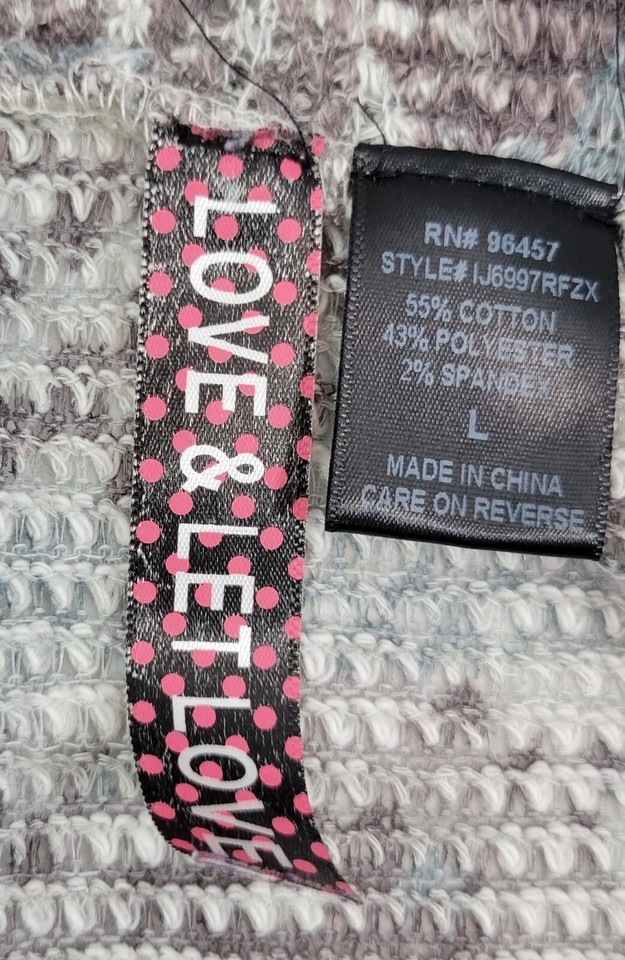 LOVE & LET LOVE
RN# 96457
STYLE# IJ6997RFZX
55% COTTON
43% POLYESTER
2% SPANDEX
L
MADE IN CHINA
CARE ON REVERSE